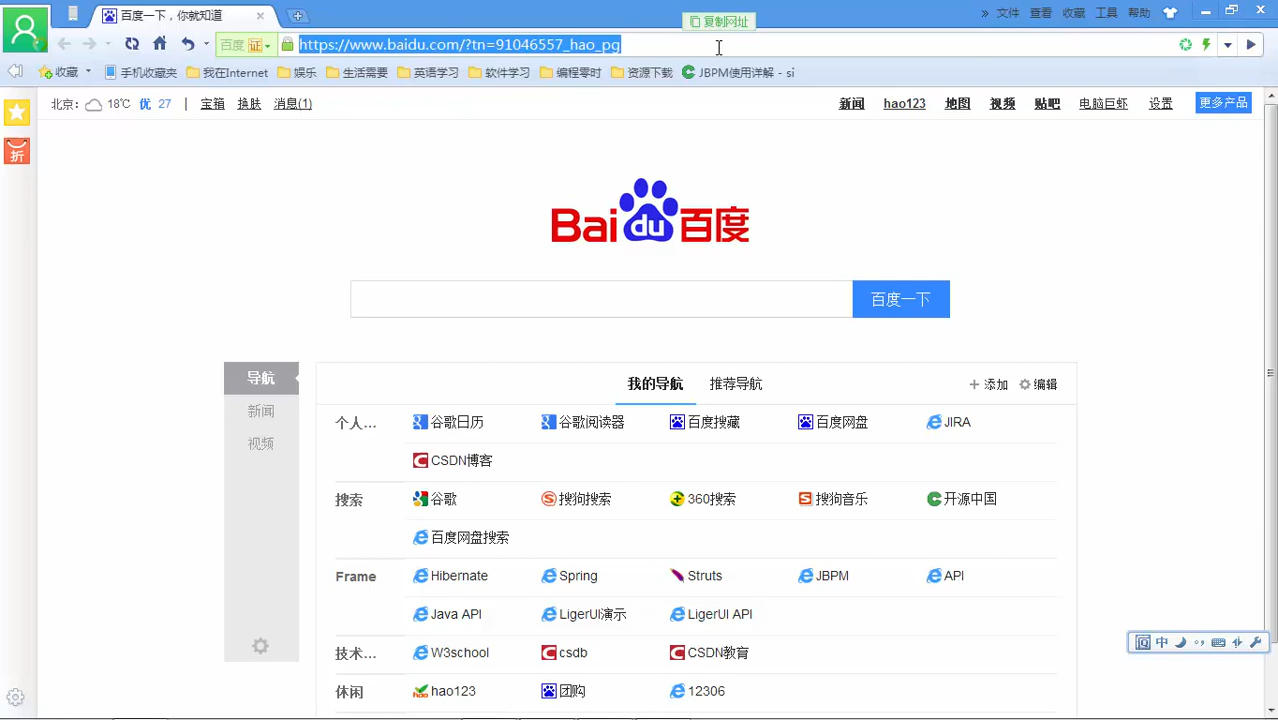 百度一下，你就知道
复制网址
文件 查看 收藏 工具 帮助
百度 证 https://www.baidu.com/?tn=91046557_hao_pg
收藏 手机收藏夹 我在Internet 娱乐 生活需要 英语学习 软件学习 编程零时 资源下载 JBPM使用详解 - si
北京: 18℃ 优 27 | 宝箱 换肤 消息(1) 新闻 hao123 地图 视频 贴吧 电脑巨虾 设置 更多产品
折
Bai du 百度
百度一下
导航 我的导航 推荐导航 添加 编辑
新闻
视频
个人... 谷歌日历 谷歌阅读器 百度搜藏 百度网盘 JIRA
CSDN博客
搜索 谷歌 搜狗搜索 360搜索 搜狗音乐 开源中国
百度网盘搜索
Frame Hibernate Spring Struts JBPM API
Java API LigerUI演示 LigerUI API
中
技术... W3school csdb CSDN教育
休闲 hao123 团购 12306